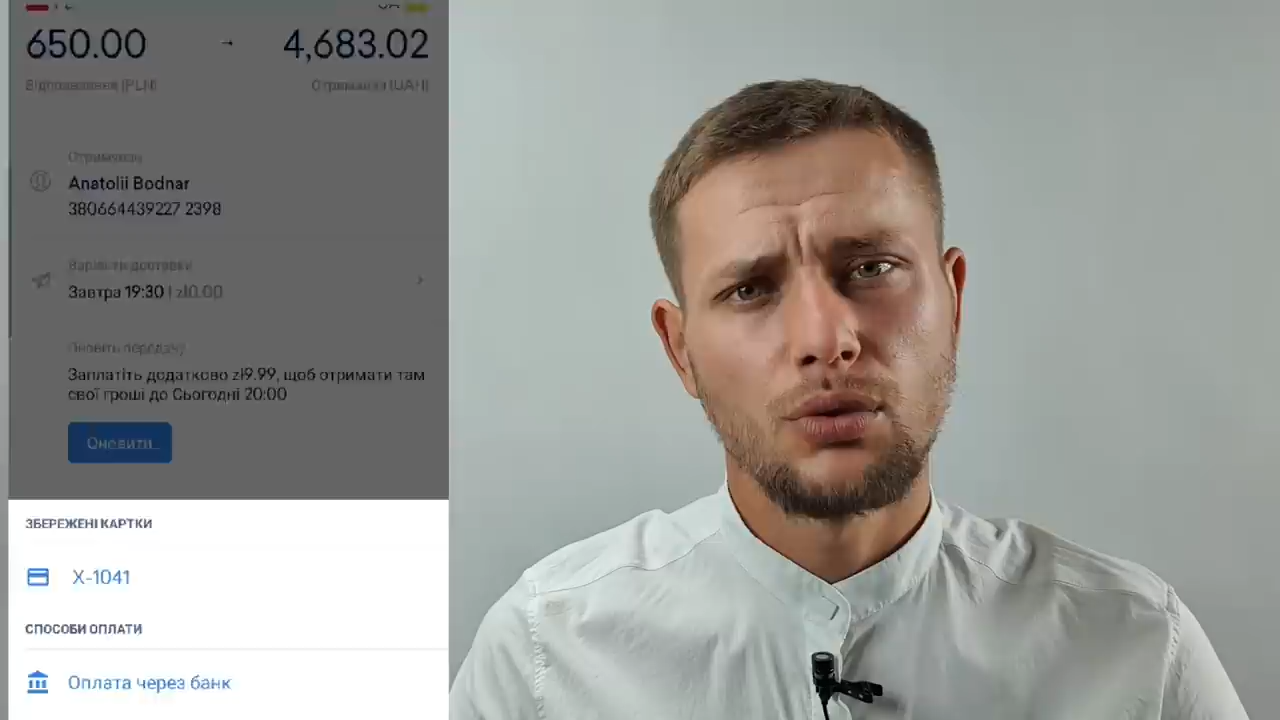 650.00 → 4,683.02
Відправлення (PLN) Отримання (UAH)
Отримувач
Anatolii Bodnar
380664439227 2398
Варіанти доставки
Завтра 19:30 | zł0.00
Оновить передачу
Заплатіть додатково zł9.99, щоб отримати там
свої гроші до Сьогодні 20:00
Оновить
ЗБЕРЕЖЕНІ КАРТКИ
X-1041
СПОСОБИ ОПЛАТИ
Оплата через банк